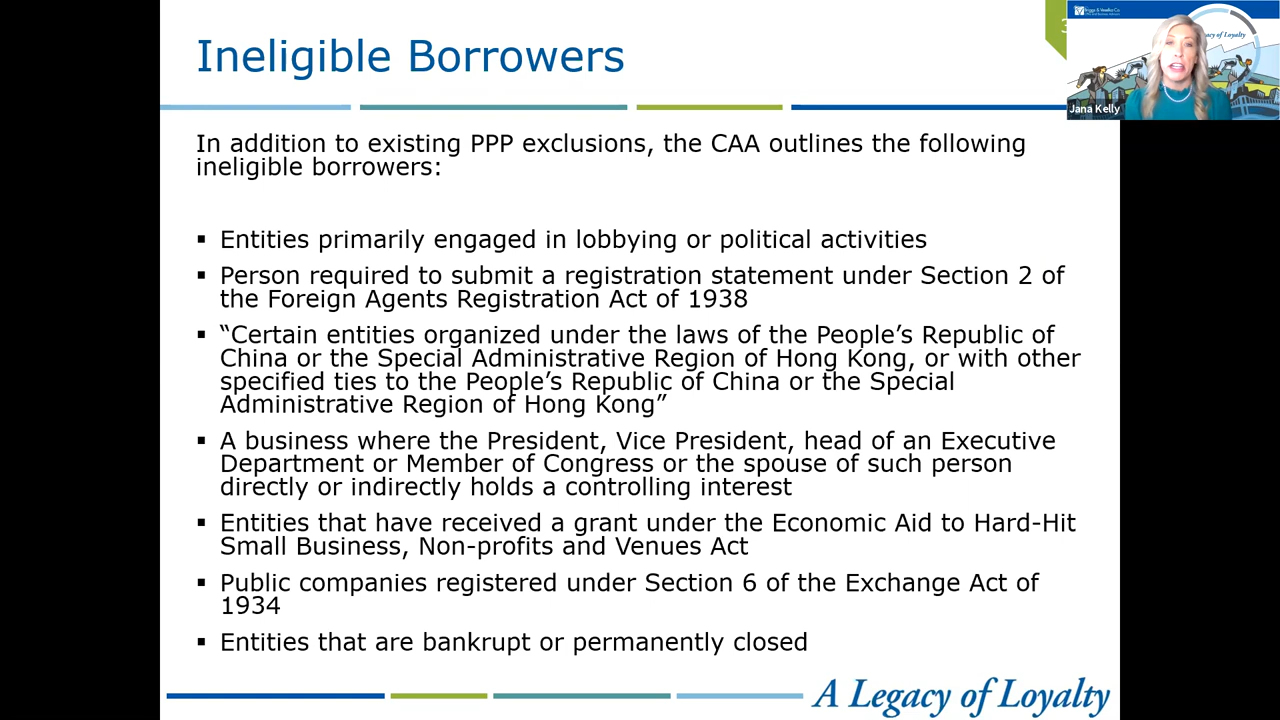 Ineligible Borrowers
Briggs & Veselka Co.
acy of Loyalty
Jana Kelly
In addition to existing PPP exclusions, the CAA outlines the following
ineligible borrowers:
▪ Entities primarily engaged in lobbying or political activities
▪ Person required to submit a registration statement under Section 2 of
the Foreign Agents Registration Act of 1938
▪ “Certain entities organized under the laws of the People’s Republic of
China or the Special Administrative Region of Hong Kong, or with other
specified ties to the People’s Republic of China or the Special
Administrative Region of Hong Kong”
▪ A business where the President, Vice President, head of an Executive
Department or Member of Congress or the spouse of such person
directly or indirectly holds a controlling interest
▪ Entities that have received a grant under the Economic Aid to Hard-Hit
Small Business, Non-profits and Venues Act
▪ Public companies registered under Section 6 of the Exchange Act of
1934
▪ Entities that are bankrupt or permanently closed
A Legacy of Loyalty